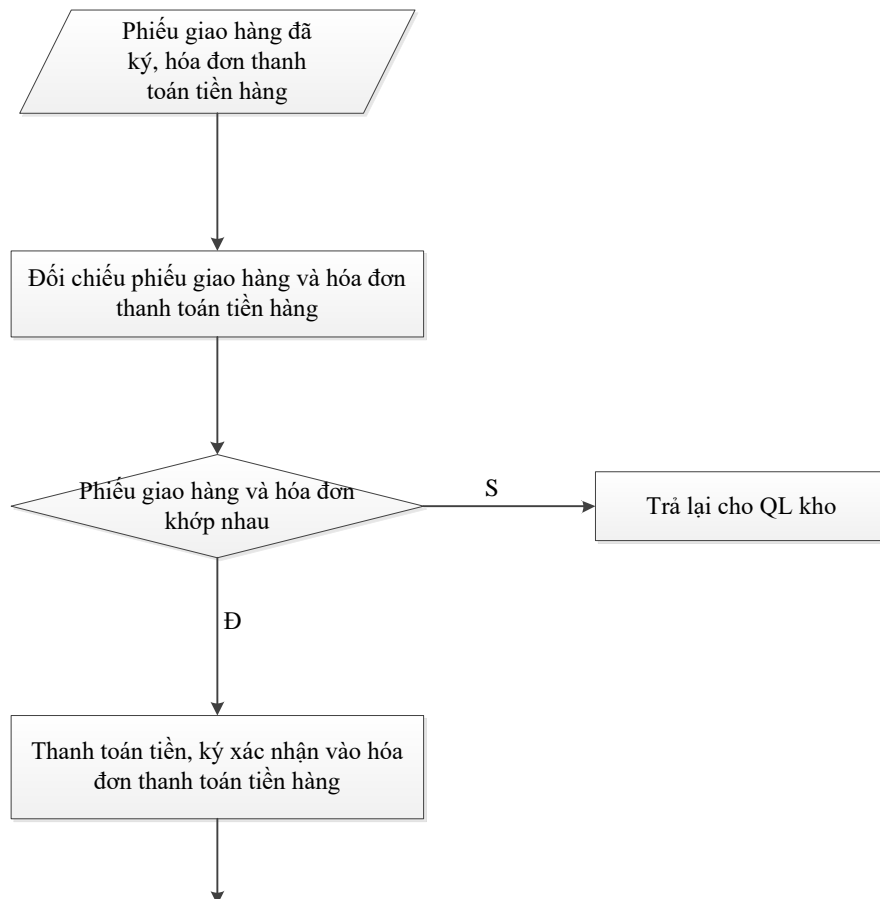 Phiếu giao hàng đã
ký, hóa đơn thanh
toán tiền hàng
Đối chiếu phiếu giao hàng và hóa đơn
thanh toán tiền hàng
Phiếu giao hàng và hóa đơn
khớp nhau
S
Trả lại cho QL kho
Đ
Thanh toán tiền, ký xác nhận vào hóa
đơn thanh toán tiền hàng